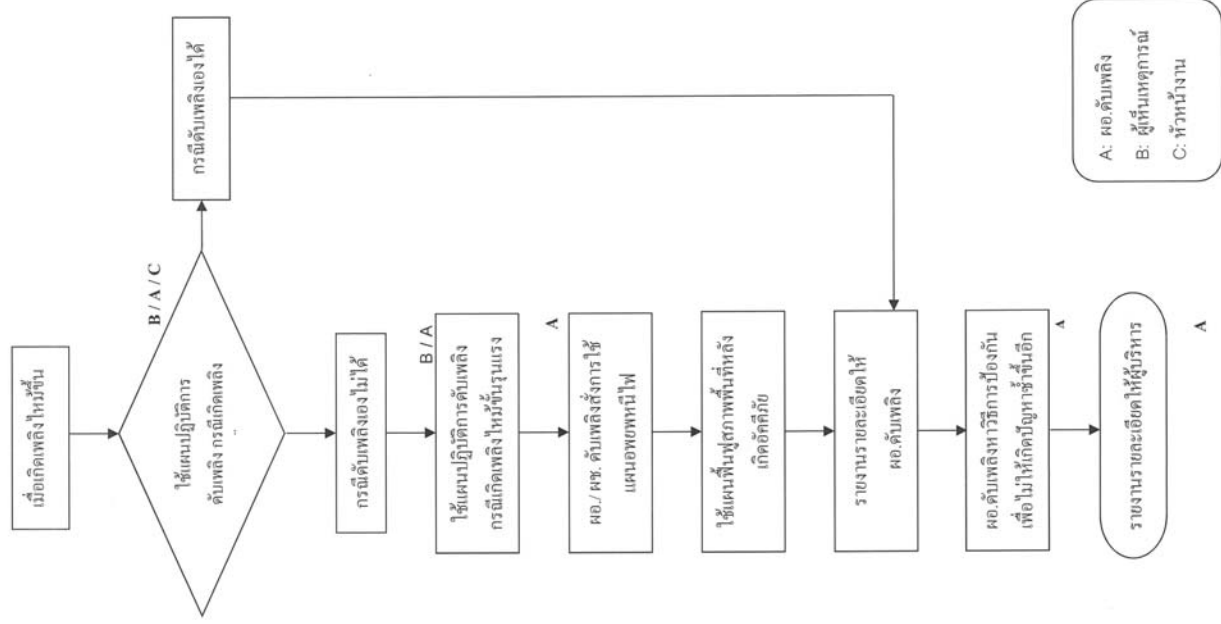 เมื่อเกิดเพลิงไหม้ขึ้น
B / A / C
ใช้แผนปฏิบัติการ
ดับเพลิง กรณีเกิดเพลิง
กรณีดับเพลิงเองได้
กรณีดับเพลิงเองไม่ได้
B / A
ใช้แผนปฏิบัติการดับเพลิง
กรณีเกิดเพลิงไหม้ขั้นรุนแรง
A
ผอ./ ผช. ดับเพลิงสั่งการใช้
แผนอพยพหนีไฟ
ใช้แผนฟื้นฟูสภาพพื้นที่หลัง
เกิดอัคคีภัย
รายงานรายละเอียดให้
ผอ.ดับเพลิง
ผอ.ดับเพลิงหาวิธีการป้องกัน
เพื่อไม่ให้เกิดปัญหาซ้ำขึ้นอีก
A
รายงานรายละเอียดให้ผู้บริหาร
A
A: ผอ.ดับเพลิง
B: ผู้เห็นเหตุการณ์
C: หัวหน้างาน